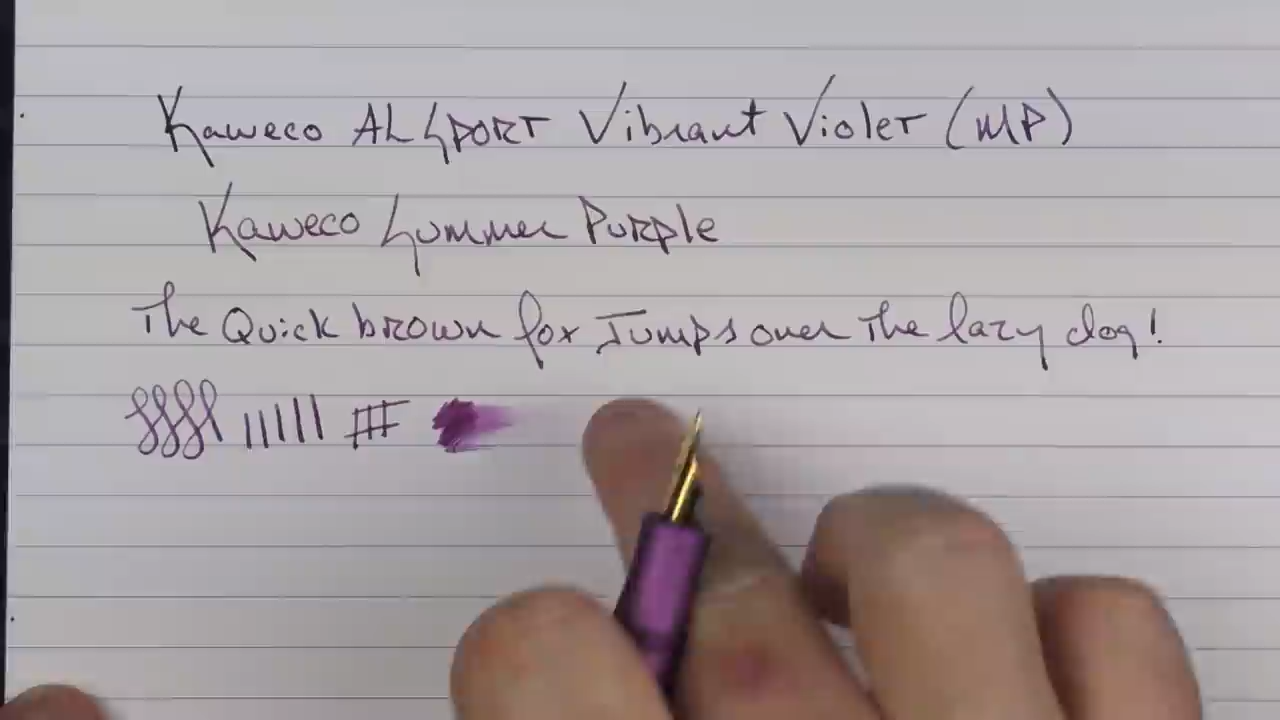 Kaweco AL SPORT Vibrant Violet (MP)
Kaweco Summer Purple
The Quick brown fox Jumps over The lazy dog!